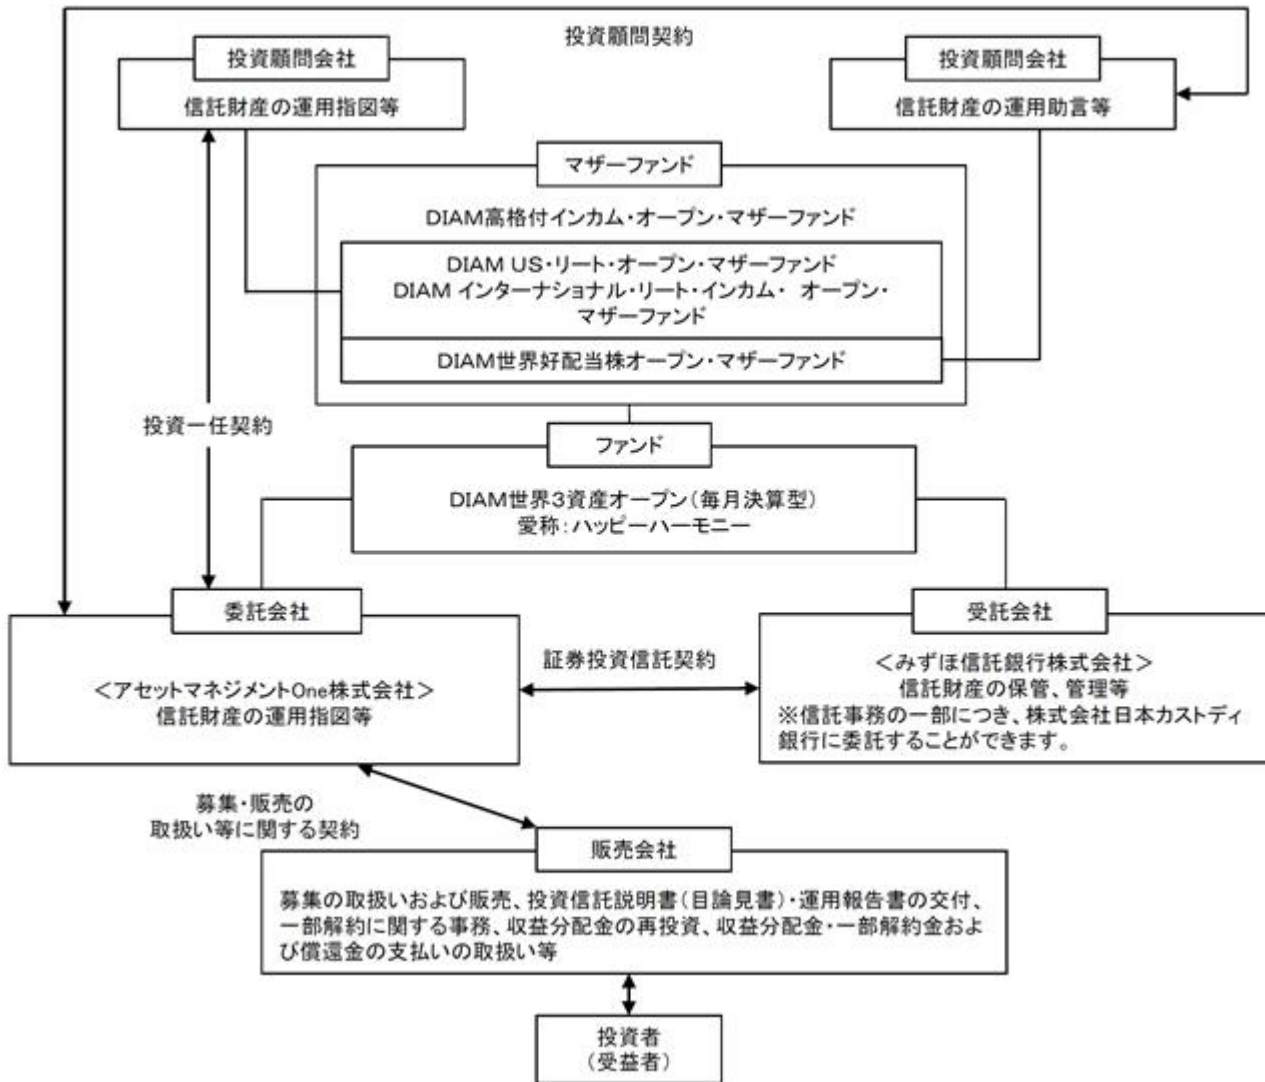 投資顧問契約
投資顧問会社
信託財産の運用指図等
投資顧問会社
信託財産の運用助言等
マザーファンド
DIAM高格付インカム・オープン・マザーファンド
DIAM US・リート・オープン・マザーファンド
DIAM インターナショナル・リート・インカム・ オープン・
マザーファンド
DIAM世界好配当株オープン・マザーファンド
投資一任契約
ファンド
DIAM世界3資産オープン(毎月決算型)
愛称:ハッピーハーモニー
委託会社
<アセットマネジメントOne株式会社>
信託財産の運用指図等
証券投資信託契約
受託会社
<みずほ信託銀行株式会社>
信託財産の保管、管理等
※信託事務の一部につき、株式会社日本カストディ
銀行に委託することができます。
募集・販売の
取扱い等に関する契約
販売会社
募集の取扱いおよび販売、投資信託説明書(目論見書)・運用報告書の交付、
一部解約に関する事務、収益分配金の再投資、収益分配金・一部解約金およ
び償還金の支払いの取扱い等
投資者
(受益者)